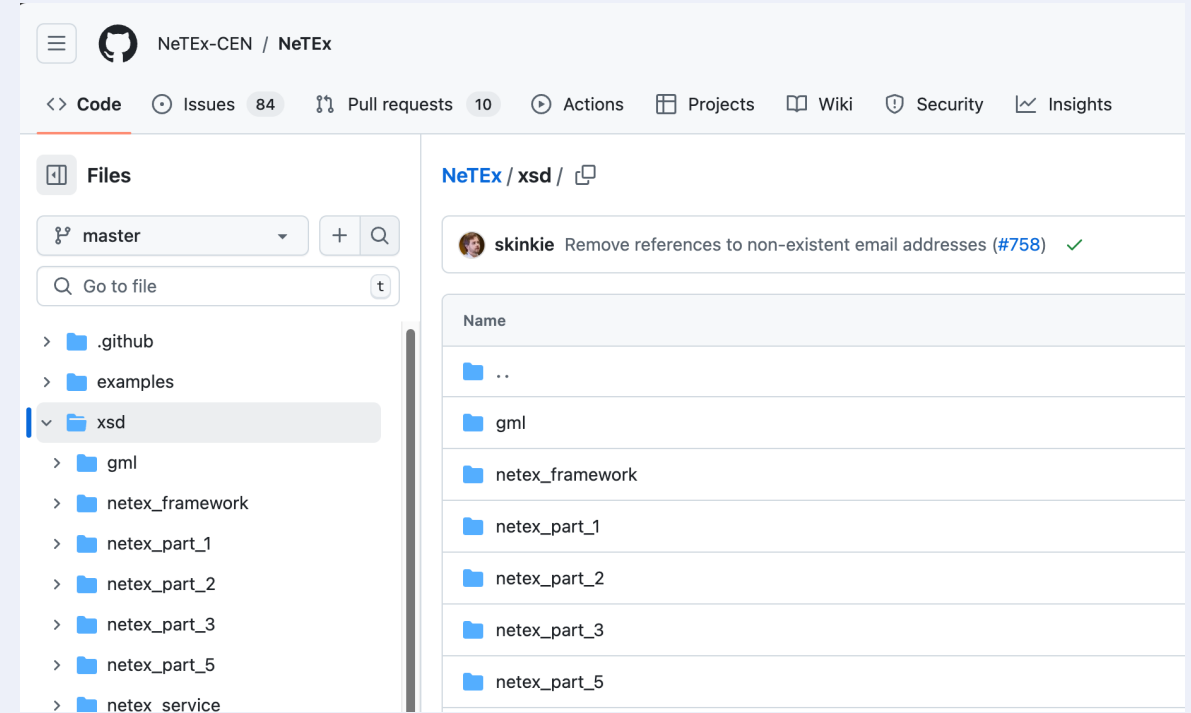 NeTEx-CEN / NeTEx
Code Issues 84 Pull requests 10 Actions Projects Wiki Security Insights
Files
master
Go to file t
.github
examples
xsd
gml
netex_framework
netex_part_1
netex_part_2
netex_part_3
netex_part_5
netex_service
NeTEx / xsd /
skinkie Remove references to non-existent email addresses (#758)
Name
..
gml
netex_framework
netex_part_1
netex_part_2
netex_part_3
netex_part_5